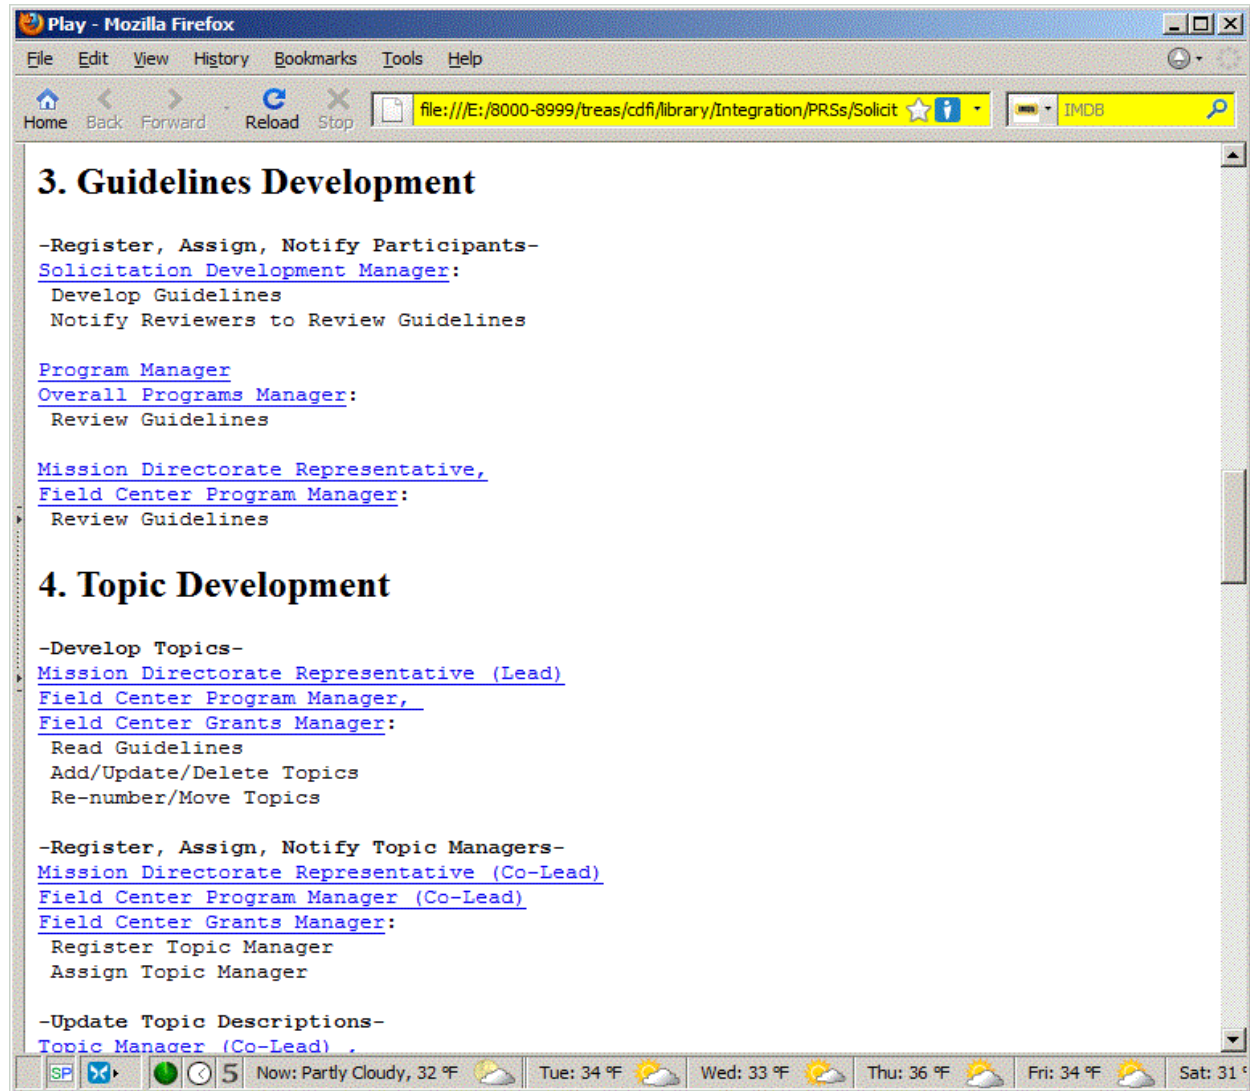 Play - Mozilla Firefox
File Edit View History Bookmarks Tools Help
Home Back Forward Reload Stop file:///E:/8000-8999/treas/cdfi/library/Integration/PRSs/Solicit IMDB
3. Guidelines Development
-Register, Assign, Notify Participants-
Solicitation Development Manager:
Develop Guidelines
Notify Reviewers to Review Guidelines
Program Manager
Overall Programs Manager:
Review Guidelines
Mission Directorate Representative,
Field Center Program Manager:
Review Guidelines
4. Topic Development
-Develop Topics-
Mission Directorate Representative (Lead)
Field Center Program Manager,
Field Center Grants Manager:
Read Guidelines
Add/Update/Delete Topics
Re-number/Move Topics
-Register, Assign, Notify Topic Managers-
Mission Directorate Representative (Co-Lead)
Field Center Program Manager (Co-Lead)
Field Center Grants Manager:
Register Topic Manager
Assign Topic Manager
-Update Topic Descriptions-
Topic Manager (Co-Lead) ,
SP 5 Now: Partly Cloudy, 32 °F Tue: 34 °F Wed: 33 °F Thu: 36 °F Fri: 34 °F Sat: 31 °